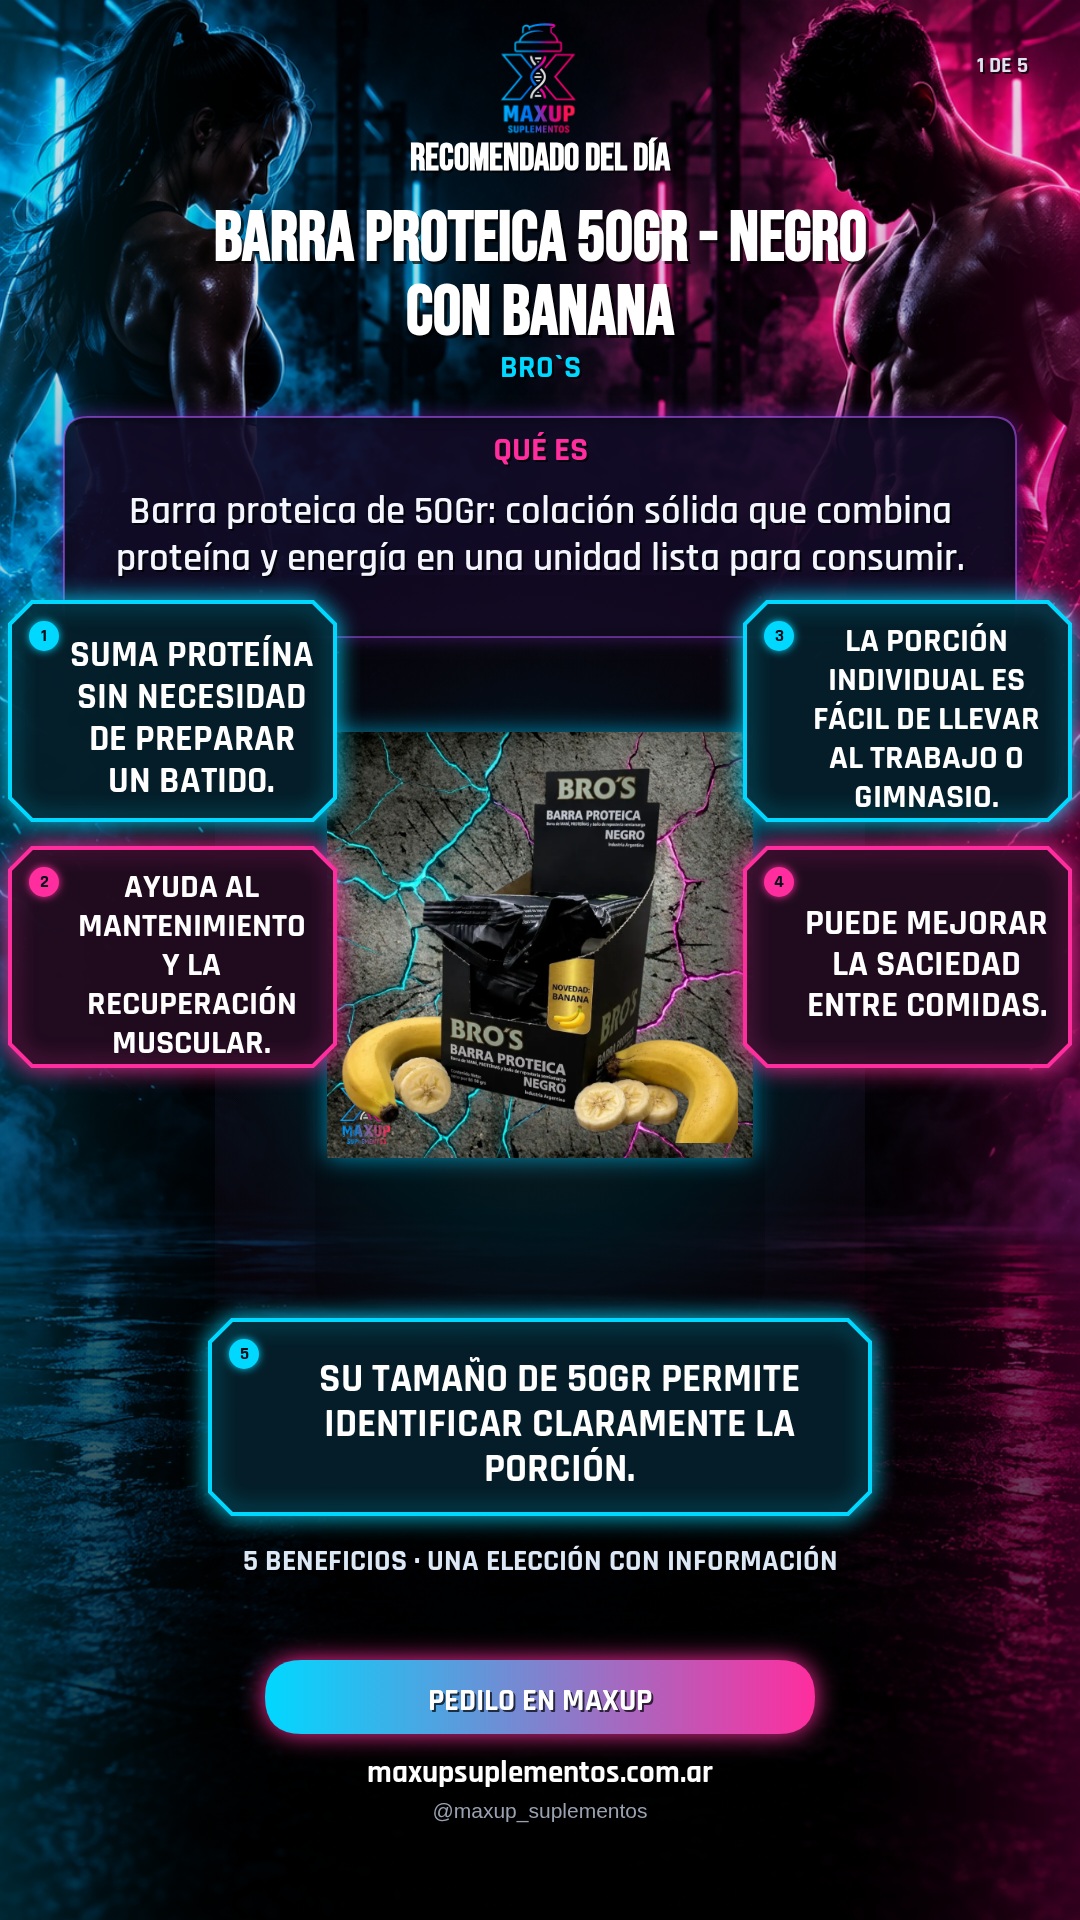 1 DE 5
MAXUP
SUPLEMENTOS
RECOMENDADO DEL DÍA
BARRA PROTEICA 50GR - NEGRO
CON BANANA
BRO`S
QUÉ ES
Barra proteica de 50Gr: colación sólida que combina
proteína y energía en una unidad lista para consumir.
1
SUMA PROTEÍNA
SIN NECESIDAD
DE PREPARAR
UN BATIDO.
2
AYUDA AL
MANTENIMIENTO
Y LA
RECUPERACIÓN
MUSCULAR.
3
LA PORCIÓN
INDIVIDUAL ES
FÁCIL DE LLEVAR
AL TRABAJO O
GIMNASIO.
4
PUEDE MEJORAR
LA SACIEDAD
ENTRE COMIDAS.
BRO´S
BARRA PROTEICA
NEGRO
Industria Argentina
NOVEDAD:
BANANA
BRO´S
BARRA PROTEICA
NEGRO
Industria Argentina
BRO´S
MAXUP
5
SU TAMAÑO DE 50GR PERMITE
IDENTIFICAR CLARAMENTE LA
PORCIÓN.
5 BENEFICIOS · UNA ELECCIÓN CON INFORMACIÓN
PEDILO EN MAXUP
maxupsuplementos.com.ar
@maxup_suplementos